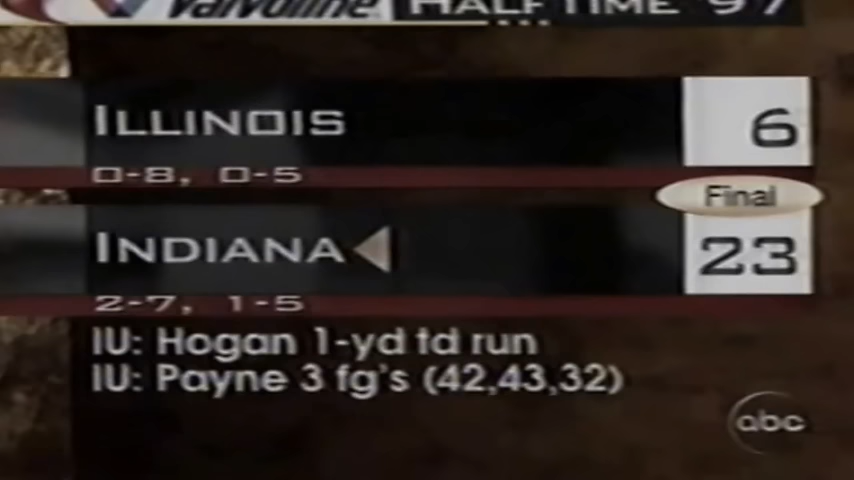 Valvoline HALFTIME '97
ILLINOIS 6
0-8, 0-5
Final
INDIANA 23
2-7, 1-5
IU: Hogan 1-yd td run
IU: Payne 3 fg's (42,43,32)
abc